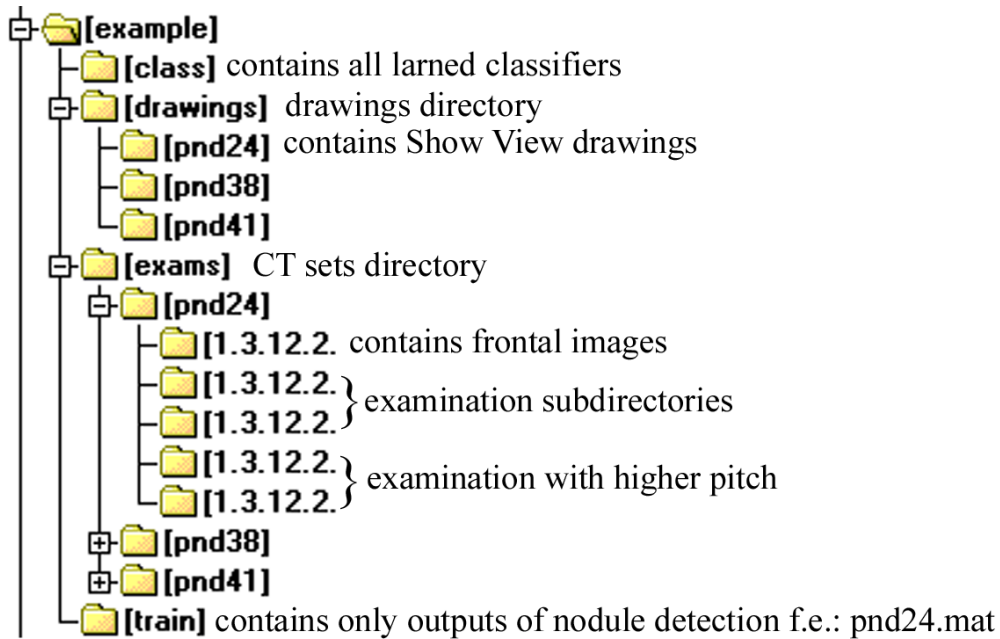 [example]
[class] contains all larned classifiers
[drawings] drawings directory
[pnd24] contains Show View drawings
[pnd38]
[pnd41]
[exams] CT sets directory
[pnd24]
[1.3.12.2. contains frontal images
[1.3.12.2.
} examination subdirectories
[1.3.12.2.
[1.3.12.2.
} examination with higher pitch
[1.3.12.2.
[pnd38]
[pnd41]
[train] contains only outputs of nodule detection f.e.: pnd24.mat